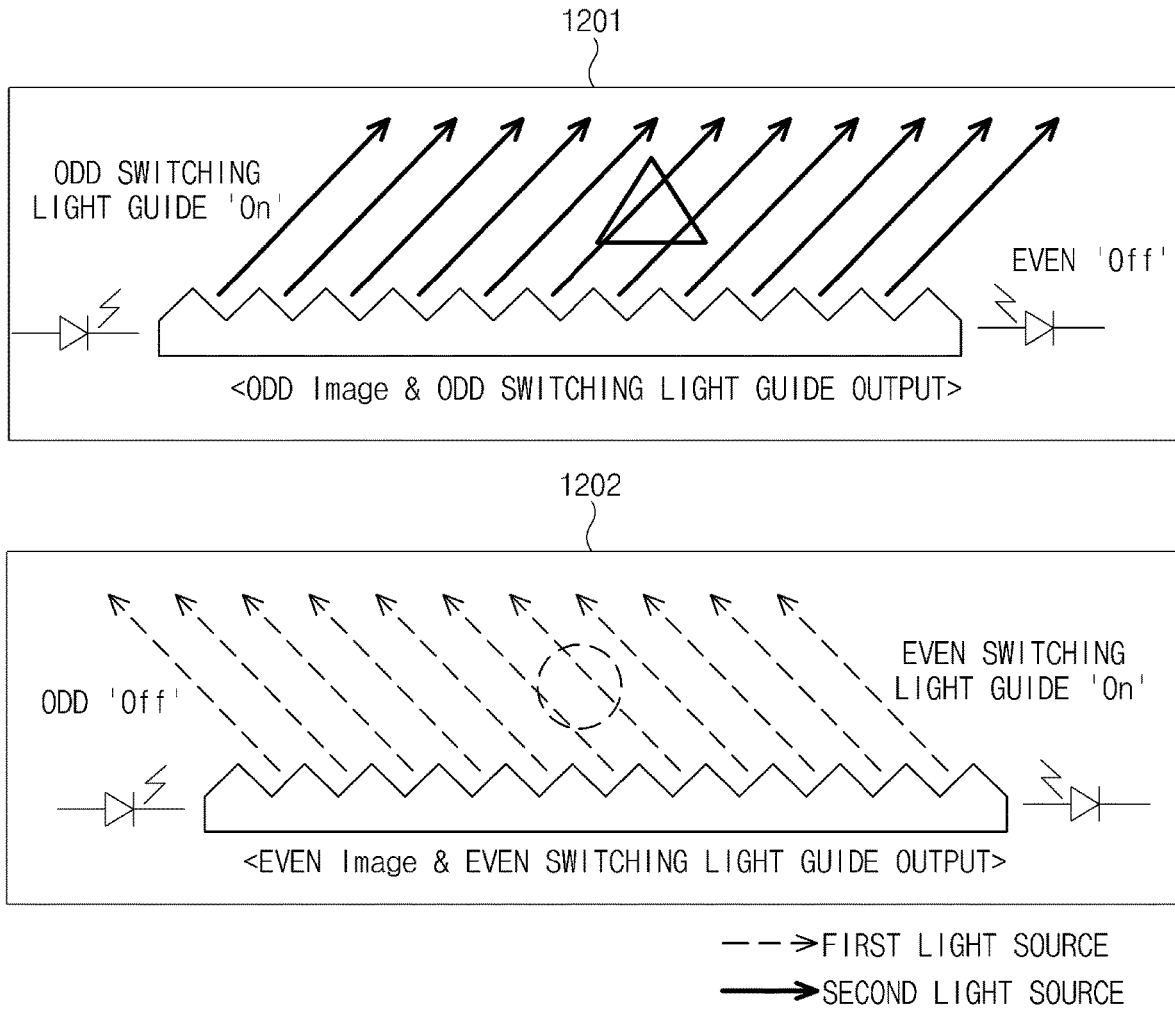 1201
ODD SWITCHING
LIGHT GUIDE 'On'
EVEN 'Off'
<ODD Image & ODD SWITCHING LIGHT GUIDE OUTPUT>
1202
EVEN SWITCHING
LIGHT GUIDE 'On'
ODD 'Off'
<EVEN Image & EVEN SWITCHING LIGHT GUIDE OUTPUT>
FIRST LIGHT SOURCE
SECOND LIGHT SOURCE